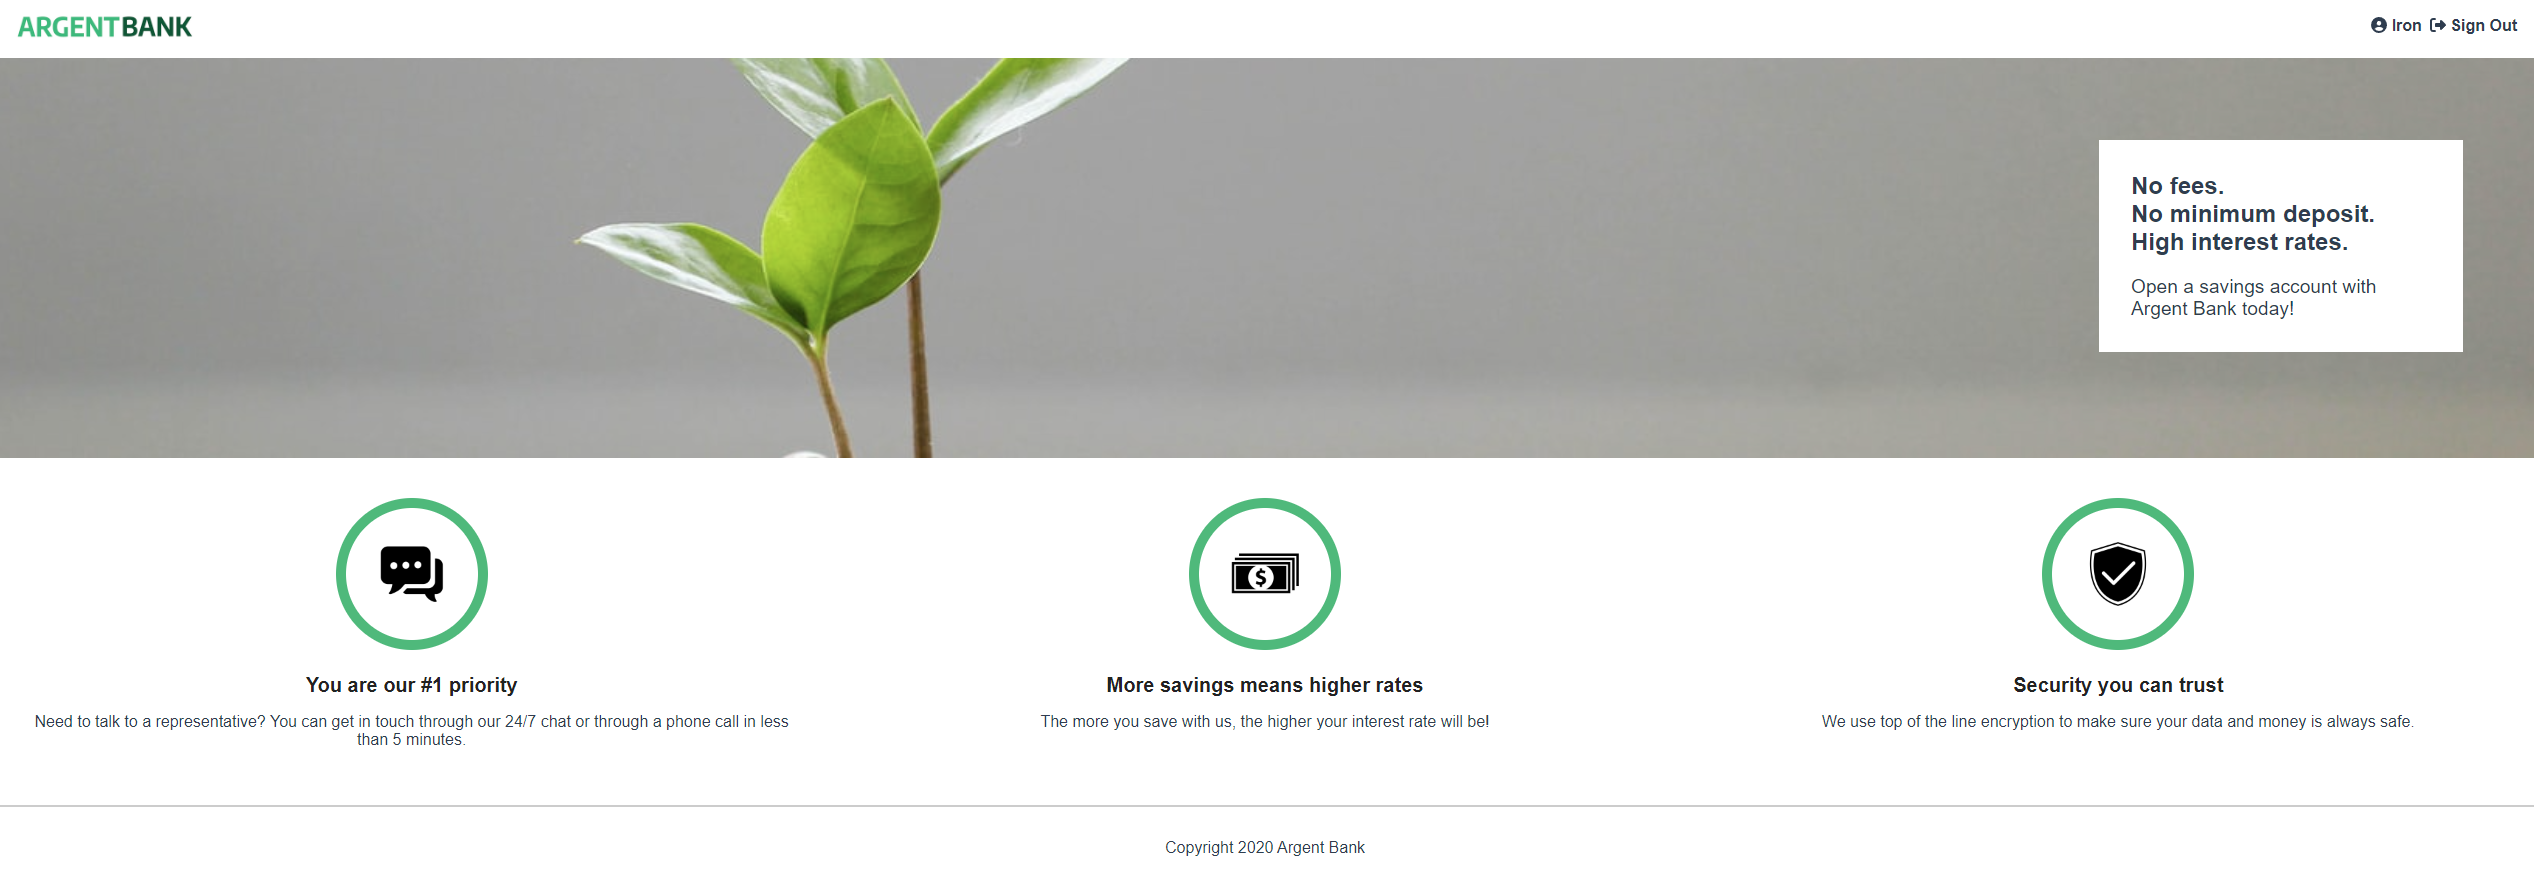 ARGENTBANK
Iron Sign Out
No fees.
No minimum deposit.
High interest rates.
Open a savings account with
Argent Bank today!
You are our #1 priority
Need to talk to a representative? You can get in touch through our 24/7 chat or through a phone call in less
than 5 minutes.
$
More savings means higher rates
The more you save with us, the higher your interest rate will be!
Security you can trust
We use top of the line encryption to make sure your data and money is always safe.
Copyright 2020 Argent Bank